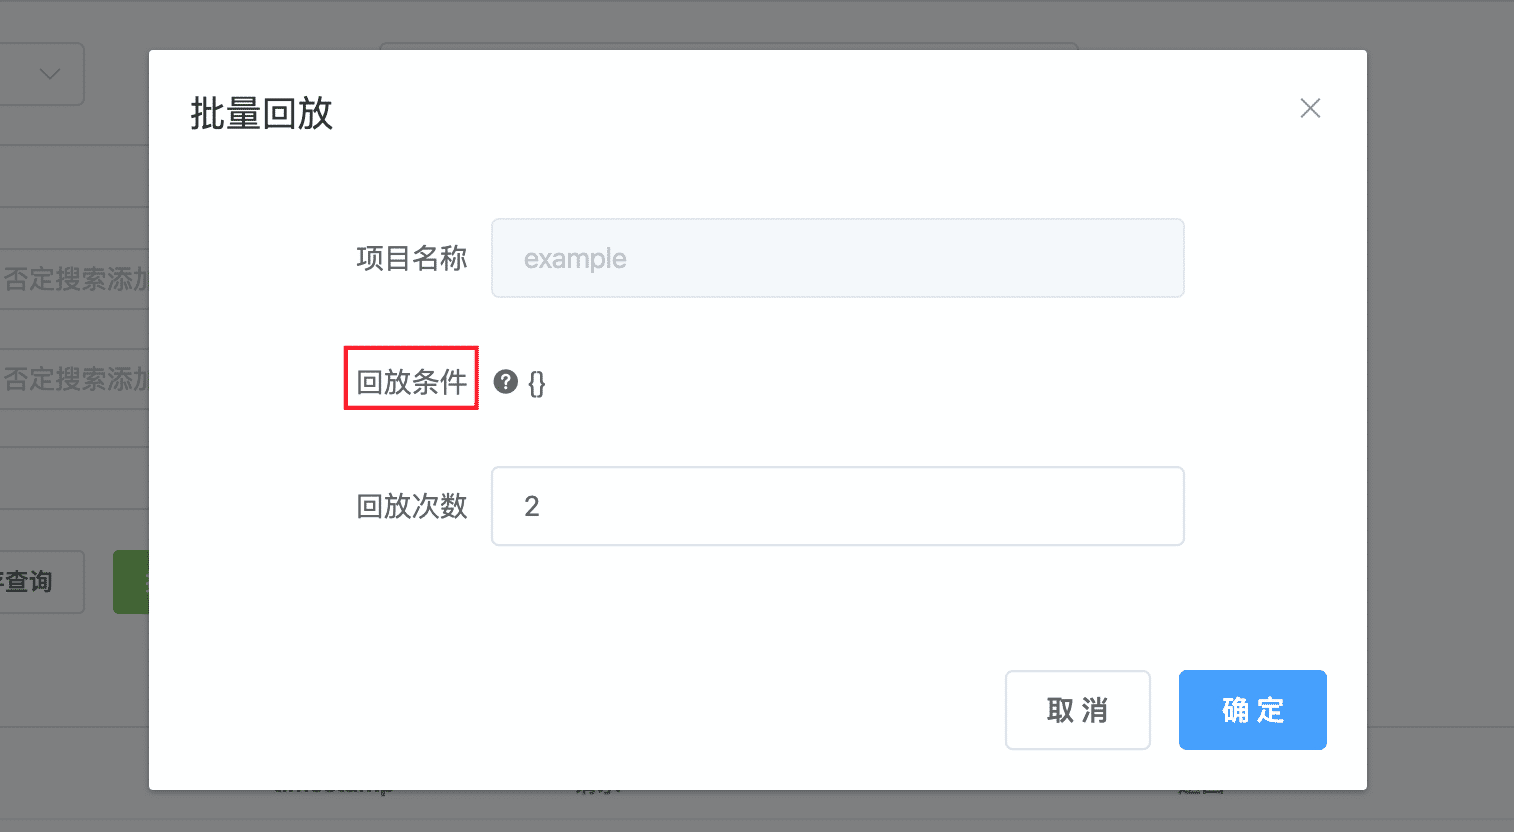 批量回放
项目名称 example
否定搜索添加
回放条件 ? {}
否定搜索添加
回放次数 2
查询
取 消 确 定